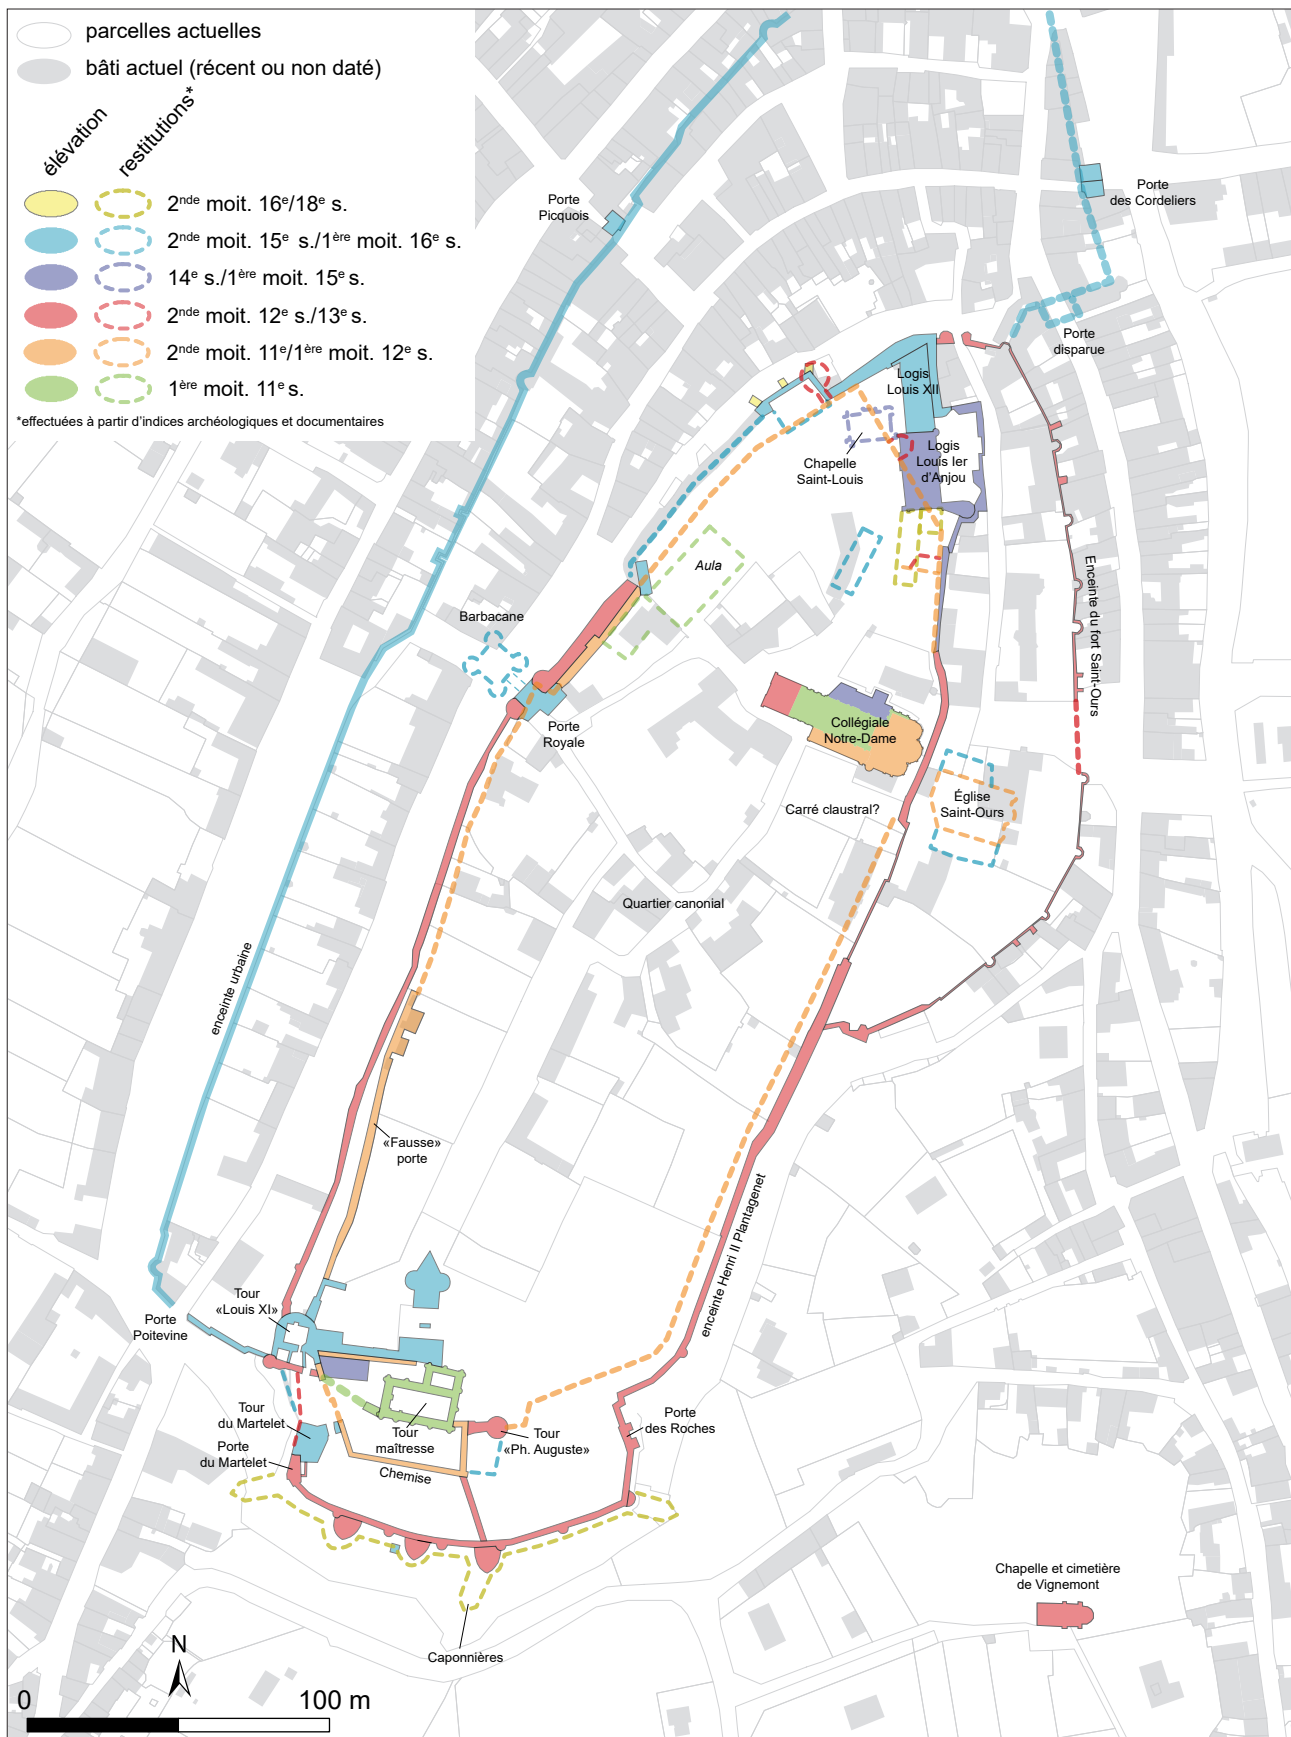 parcelles actuelles
bâti actuel (récent ou non daté)
élévation
restitutions*
2nde moit. 16e/18e s.
2nde moit. 15e s./1ère moit. 16e s.
14e s./1ère moit. 15e s.
2nde moit. 12e s./13e s.
2nde moit. 11e/1ère moit. 12e s.
1ère moit. 11e s.
*effectuées à partir d’indices archéologiques et documentaires
Porte
Picquois
Porte
des Cordeliers
Porte
disparue
Logis
Louis XII
Logis
Louis Ier
d’Anjou
Chapelle
Saint-Louis
Aula
Enceinte du fort Saint-Ours
Barbacane
Porte
Royale
Collégiale
Notre-Dame
Église
Saint-Ours
Carré claustral?
Quartier canonial
enceinte urbaine
«Fausse»
porte
enceinte Henri II Plantagenet
Tour
«Louis XI»
Porte
Poitevine
Tour
du Martelet
Porte
du Martelet
Tour
maîtresse
Tour
«Ph. Auguste»
Porte
des Roches
Chemise
Chapelle et cimetière
de Vignemont
Caponnières
N
0
100 m